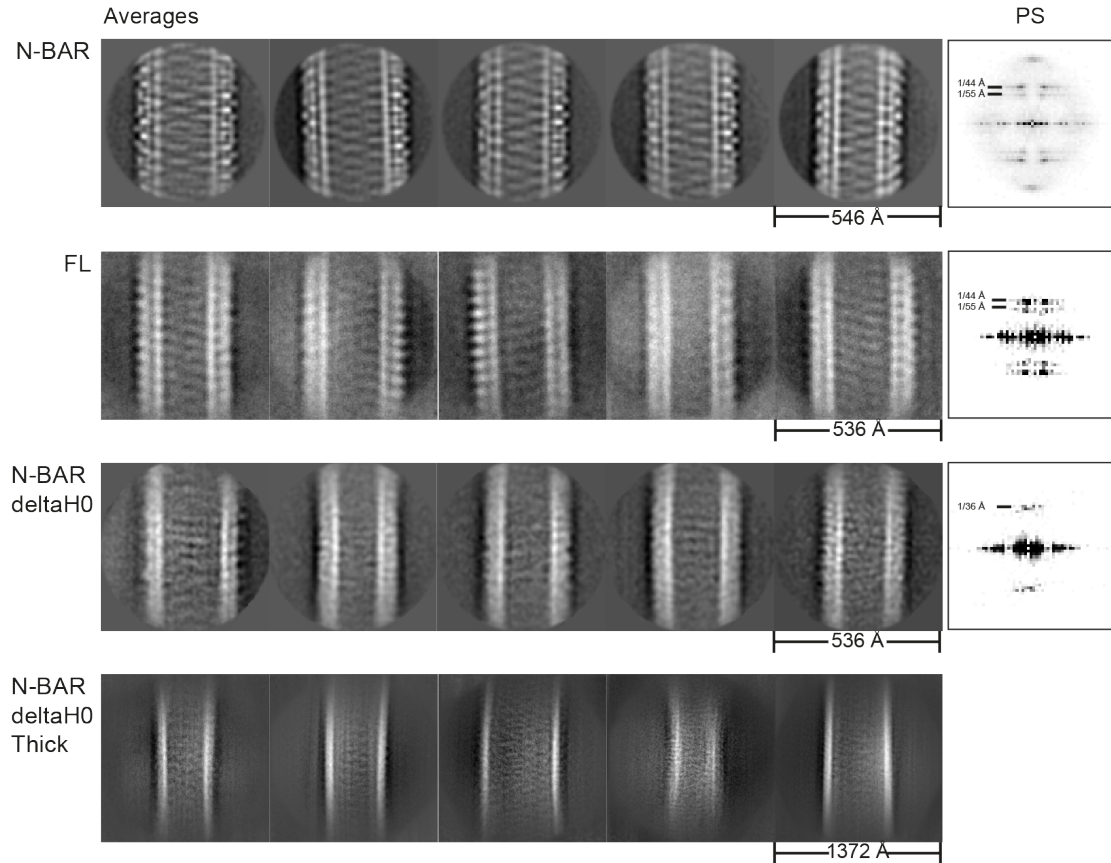 Averages
PS
N-BAR
1/44 Å
1/55 Å
546 Å
FL
1/44 Å
1/55 Å
536 Å
N-BAR
deltaH0
1/36 Å
536 Å
N-BAR
deltaH0
Thick
1372 Å